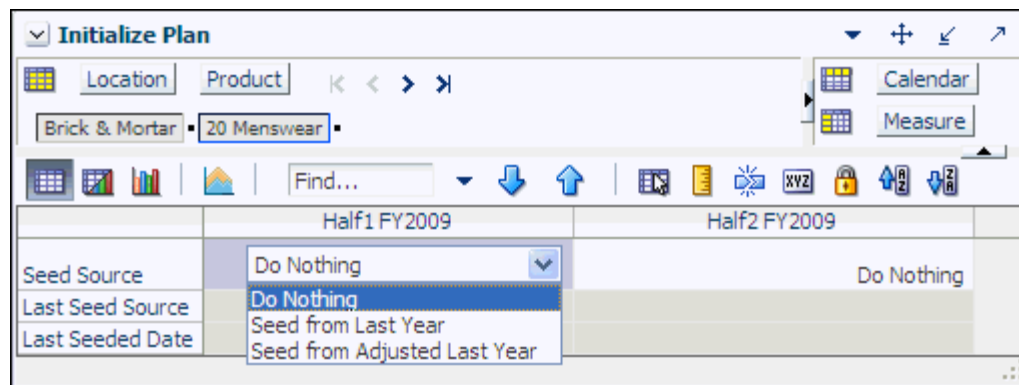 Initialize Plan
Location Product Calendar
Brick & Mortar 20 Menswear Measure
Find... XYZ
Half1 FY2009 Half2 FY2009
Seed Source Do Nothing Do Nothing
Do Nothing
Last Seed Source Seed from Last Year
Last Seeded Date Seed from Adjusted Last Year